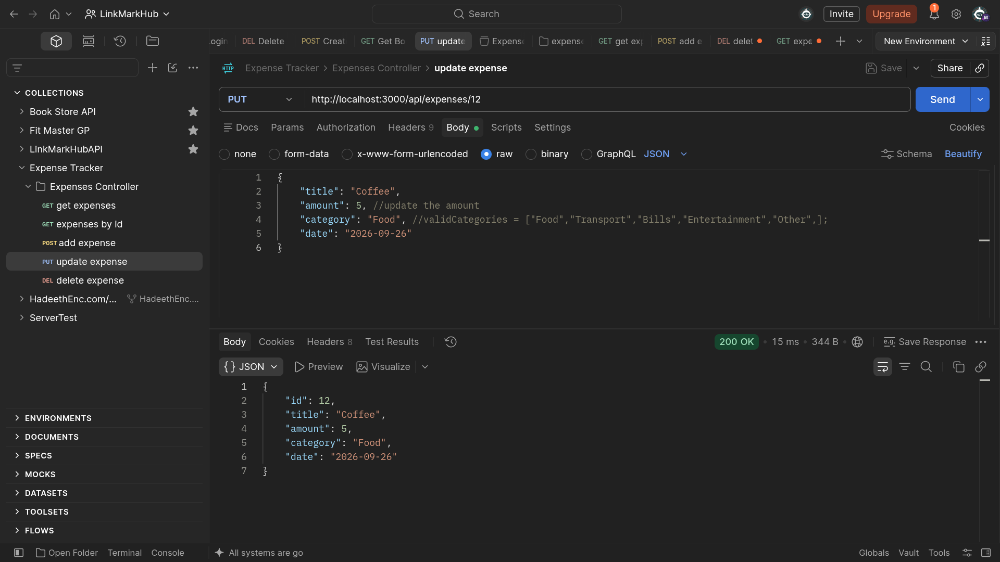 LinkMarkHub
Search
Invite
Upgrade
1
M
ogin
DEL Delete
POST Creat
GET Get Bo
PUT update
Expens
expens
GET get exp
POST add e
DEL delet
GET expe
New Environment
HTTP
Expense Tracker > Expenses Controller > update expense
Save
Share
COLLECTIONS
Book Store API
Fit Master GP
LinkMarkHubAPI
Expense Tracker
Expenses Controller
GET get expenses
GET expenses by id
POST add expense
PUT update expense
DEL delete expense
HadeethEnc.com/...
HadeethEnc....
ServerTest
ENVIRONMENTS
DOCUMENTS
SPECS
MOCKS
DATASETS
TOOLSETS
FLOWS
PUT
http://localhost:3000/api/expenses/12
Send
Docs Params Authorization Headers 9 Body Scripts Settings
Cookies
none form-data x-www-form-urlencoded raw binary GraphQL JSON
Schema
Beautify
1 {
2 "title": "Coffee",
3 "amount": 5, //update the amount
4 "category": "Food", //validCategories = ["Food","Transport","Bills","Entertainment","Other",];
5 "date": "2026-09-26"
6 }
Body Cookies Headers 8 Test Results
200 OK • 15 ms • 344 B •
e.g. Save Response
{ } JSON
Preview
Visualize
1 {
2 "id": 12,
3 "title": "Coffee",
4 "amount": 5,
5 "category": "Food",
6 "date": "2026-09-26"
7 }
Open Folder Terminal Console
All systems are go
Globals Vault Tools